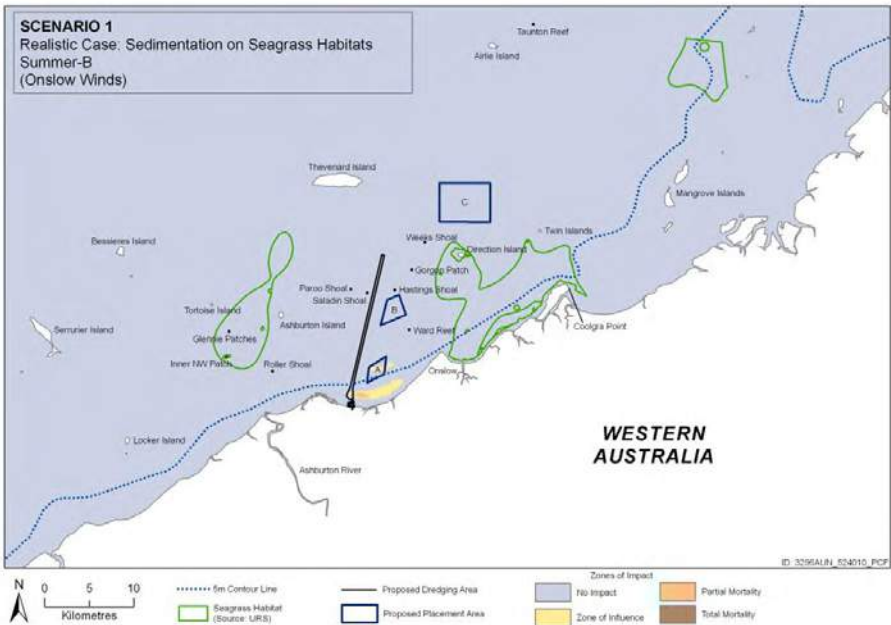 SCENARIO 1
Realistic Case: Sedimentation on Seagrass Habitats
Summer-B
(Onslow Winds)
Taunton Reef
Airlie Island
Thevenard Island
C
Mangrove Islands
Bessieres Island
Weeks Shoal
Twin Islands
Direction Island
Gorgon Patch
Paroo Shoal
Hastings Shoal
Saladin Shoal
Tortoise Island
B
Serrurier Island
Glennie Patches
Ashburton Island
Ward Reef
Coolgra Point
Inner NW Patch
Roller Shoal
A
Onslow
WESTERN
AUSTRALIA
Locker Island
Ashburton River
N
0 5 10
Kilometres
5m Contour Line
Seagrass Habitat
(Source: URS)
Proposed Dredging Area
Proposed Placement Area
Zones of Impact
No Impact
Zone of Influence
Partial Mortality
Total Mortality